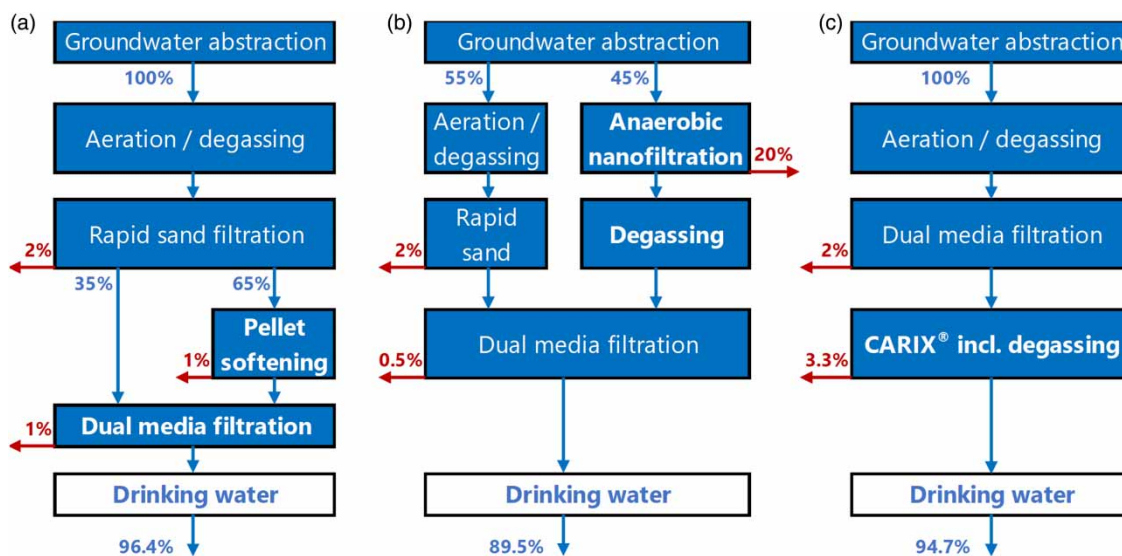 (a)
Groundwater abstraction
100%
Aeration / degassing
Rapid sand filtration
2%
35%
65%
Pellet
softening
1%
Dual media filtration
1%
Drinking water
96.4%
(b)
Groundwater abstraction
55%
45%
Aeration /
degassing
Anaerobic
nanofiltration
20%
Rapid
sand
2%
Degassing
Dual media filtration
0.5%
Drinking water
89.5%
(c)
Groundwater abstraction
100%
Aeration / degassing
Dual media filtration
2%
CARIX® incl. degassing
3.3%
Drinking water
94.7%